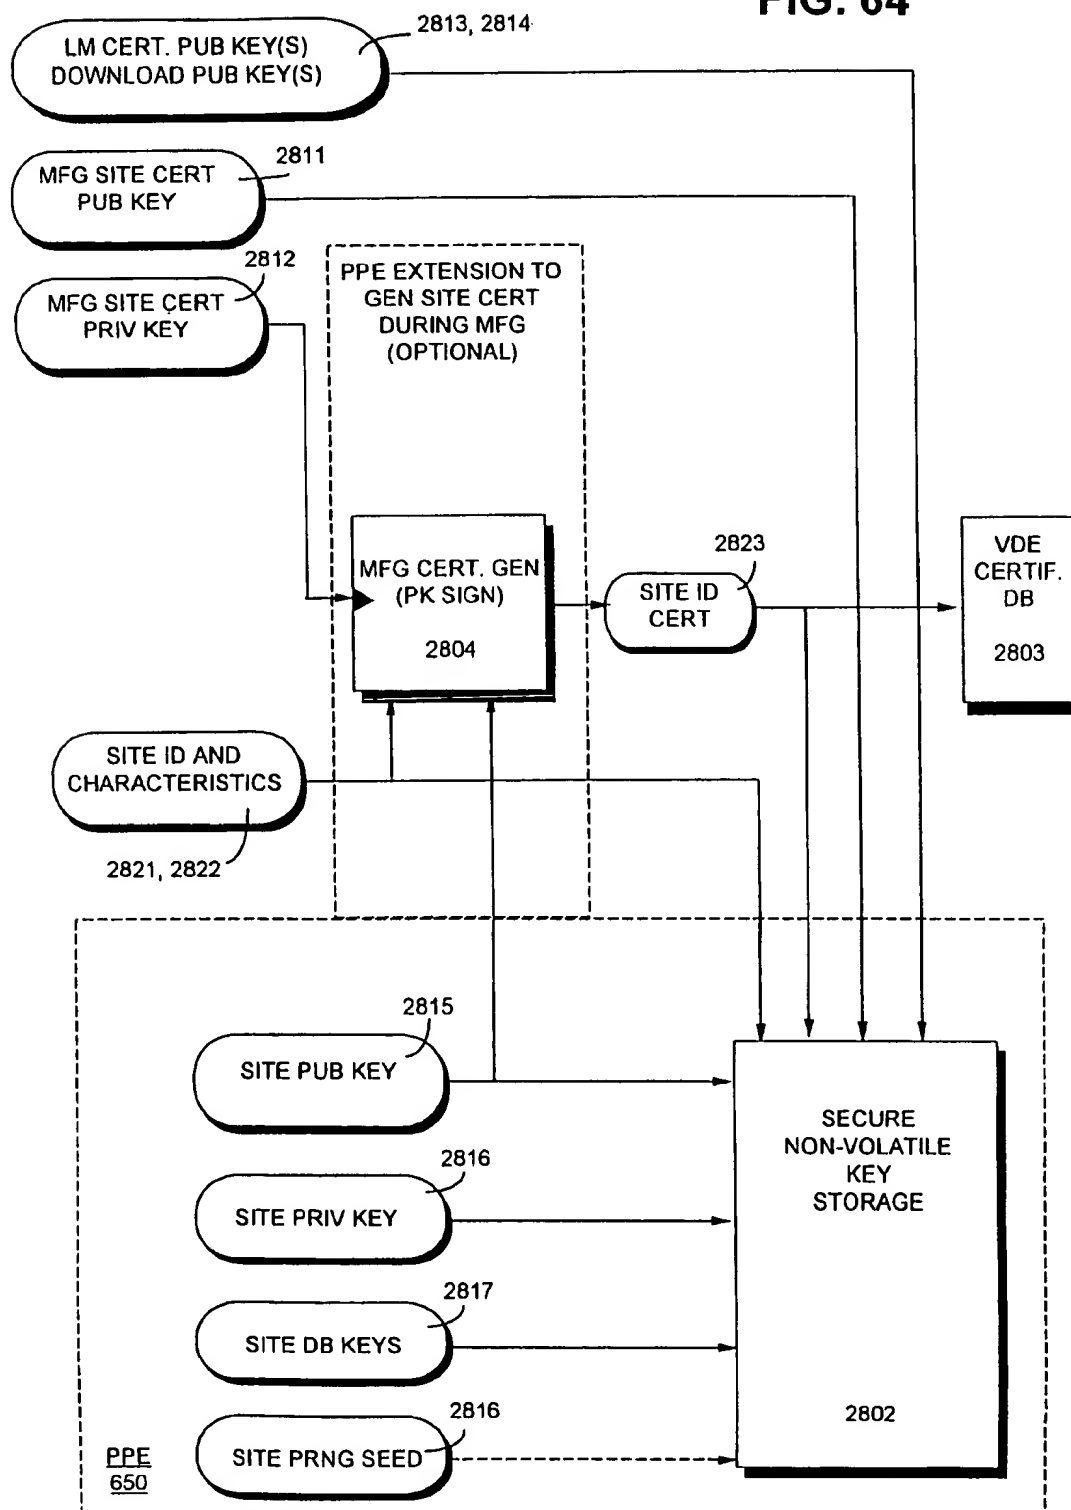 FIG. 64
LM CERT. PUB KEY(S)
DOWNLOAD PUB KEY(S)
2813, 2814
MFG SITE CERT
PUB KEY
2811
MFG SITE CERT
PRIV KEY
2812
PPE EXTENSION TO
GEN SITE CERT
DURING MFG
(OPTIONAL)
MFG CERT. GEN
(PK SIGN)
2804
2823
SITE ID
CERT
VDE
CERTIF.
DB
2803
SITE ID AND
CHARACTERISTICS
2821, 2822
2815
SITE PUB KEY
2816
SITE PRIV KEY
2817
SITE DB KEYS
2816
SITE PRNG SEED
SECURE
NON-VOLATILE
KEY
STORAGE
2802
PPE
650